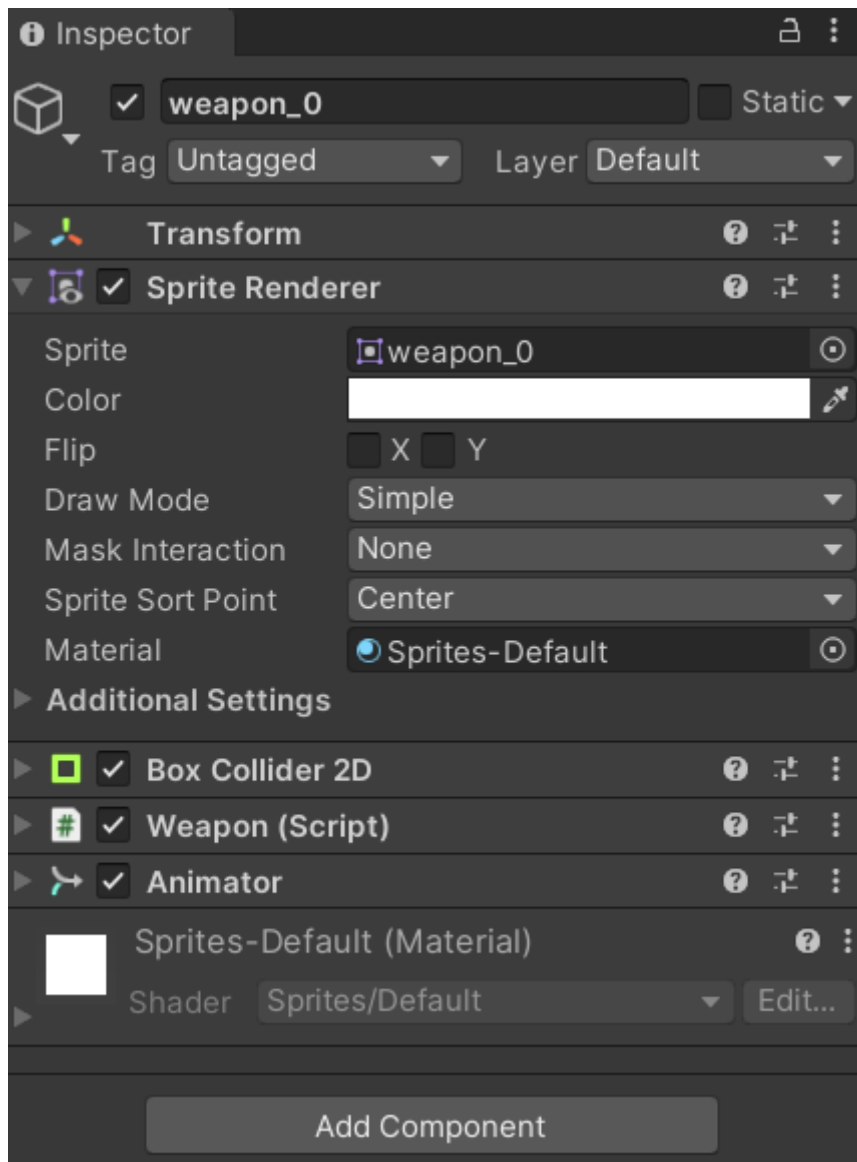 Inspector
weapon_0 Static
Tag Untagged Layer Default
Transform
Sprite Renderer
Sprite weapon_0
Color
Flip X Y
Draw Mode Simple
Mask Interaction None
Sprite Sort Point Center
Material Sprites-Default
Additional Settings
Box Collider 2D
Weapon (Script)
Animator
Sprites-Default (Material)
Shader Sprites/Default Edit...
Add Component